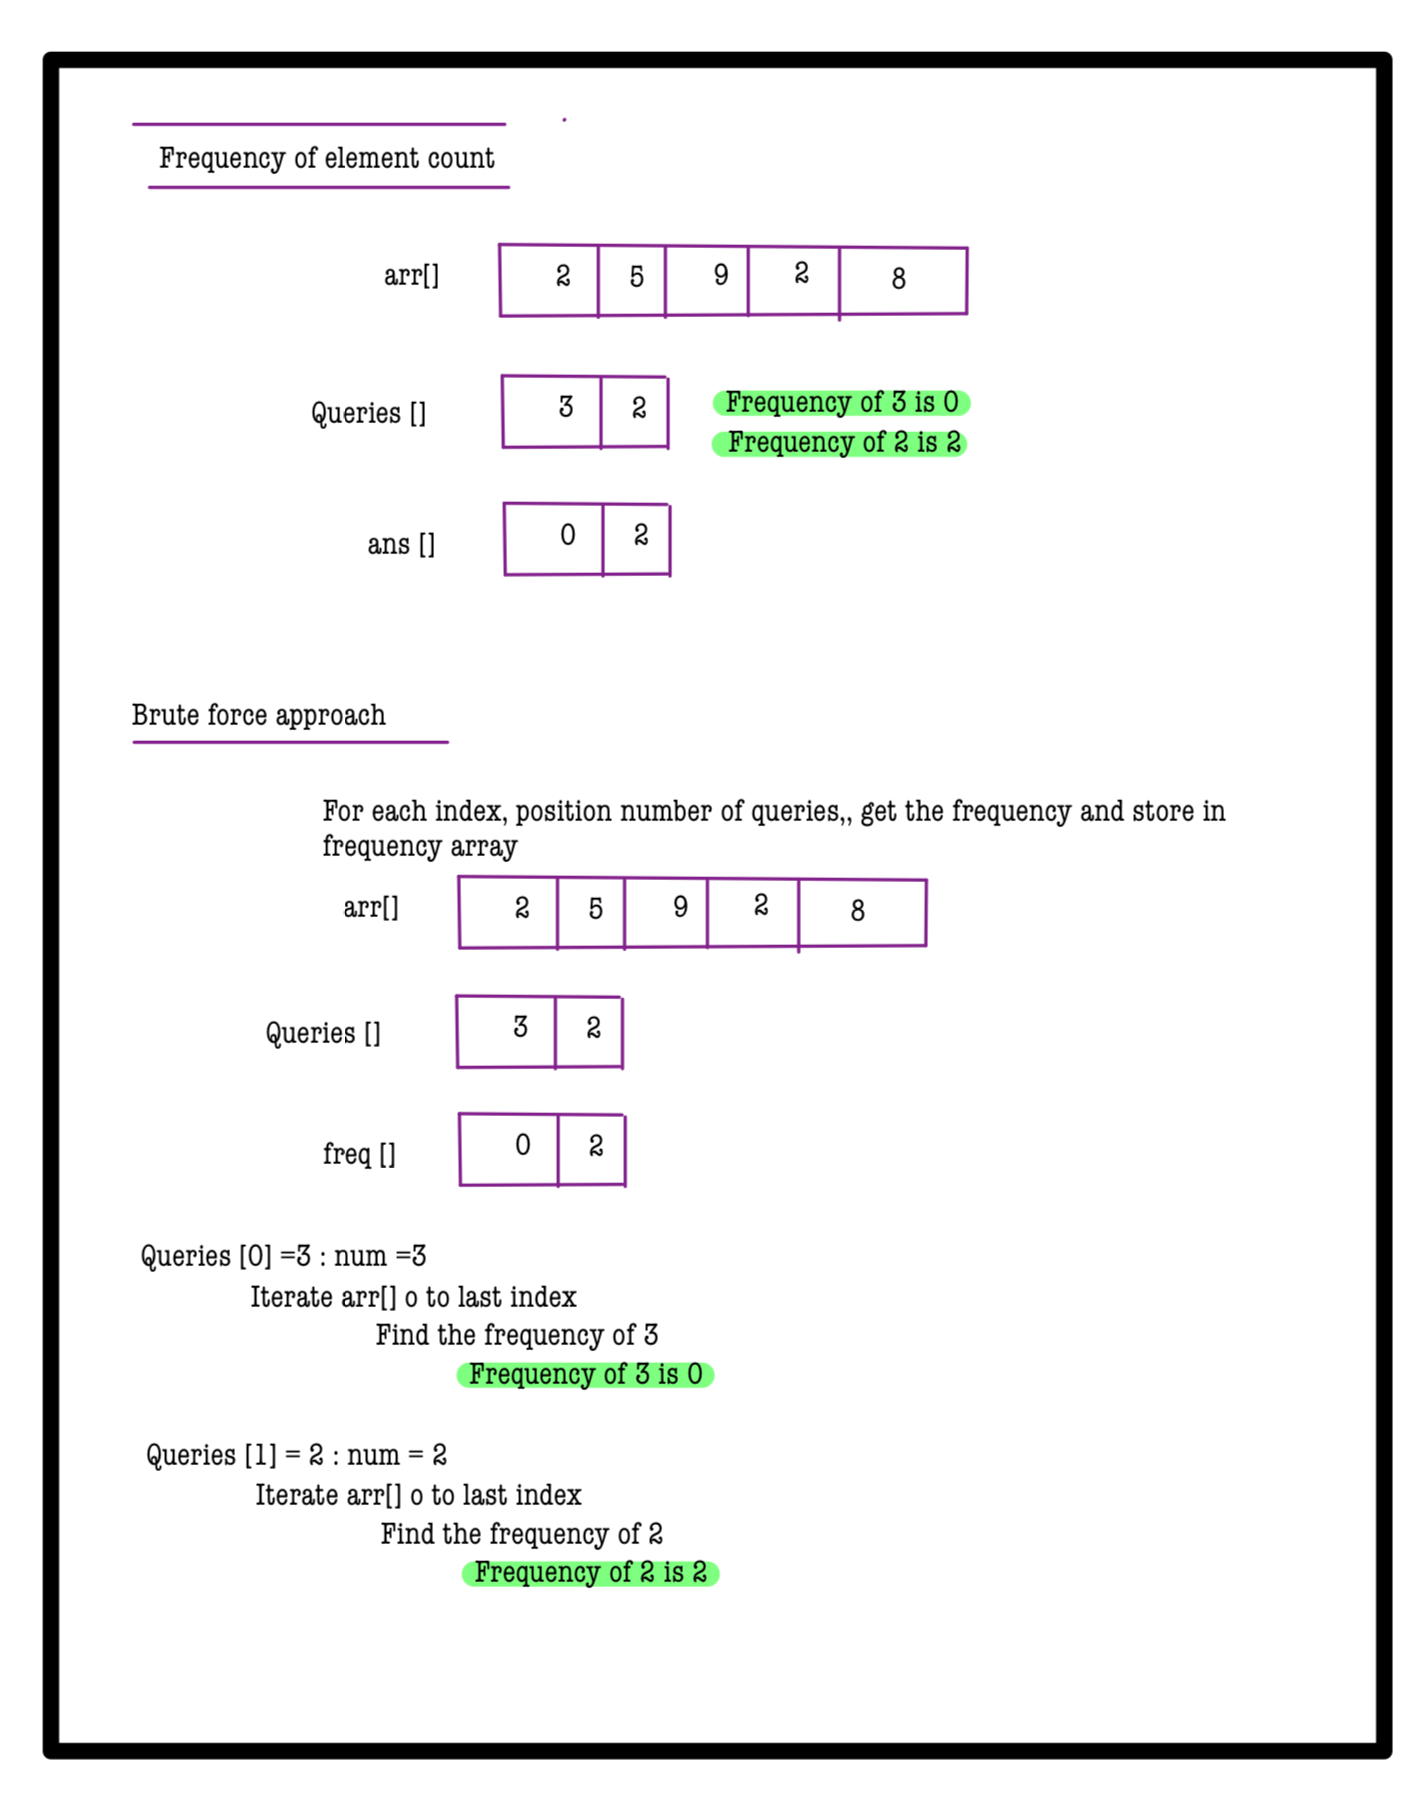 Frequency of element count
arr[] 2 5 9 2 8
Queries [] 3 2 Frequency of 3 is 0
Frequency of 2 is 2
ans [] 0 2
Brute force approach
For each index, position number of queries,, get the frequency and store in
frequency array
arr[] 2 5 9 2 8
Queries [] 3 2
freq [] 0 2
Queries [0] =3 : num =3
Iterate arr[] o to last index
Find the frequency of 3
Frequency of 3 is 0
Queries [1] = 2 : num = 2
Iterate arr[] o to last index
Find the frequency of 2
Frequency of 2 is 2